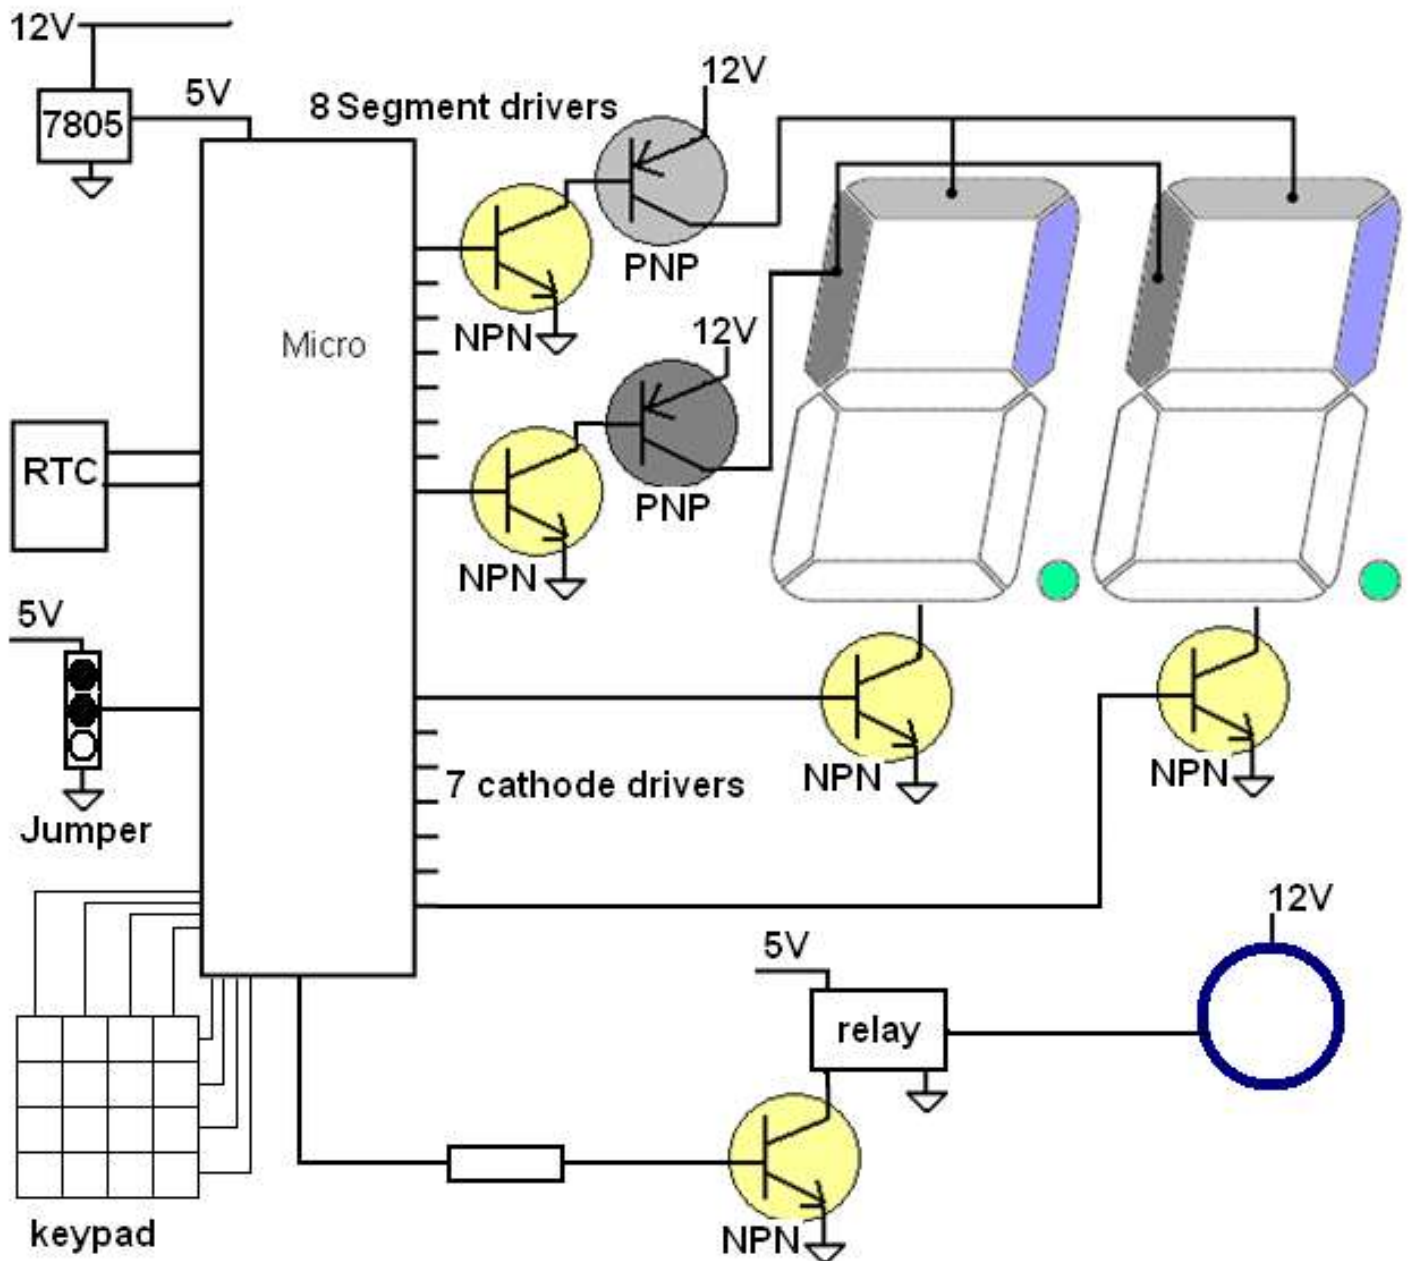 12V
7805
5V
8 Segment drivers
12V
PNP
NPN
Micro
12V
PNP
NPN
RTC
5V
Jumper
NPN
NPN
7 cathode drivers
12V
5V
relay
NPN
keypad